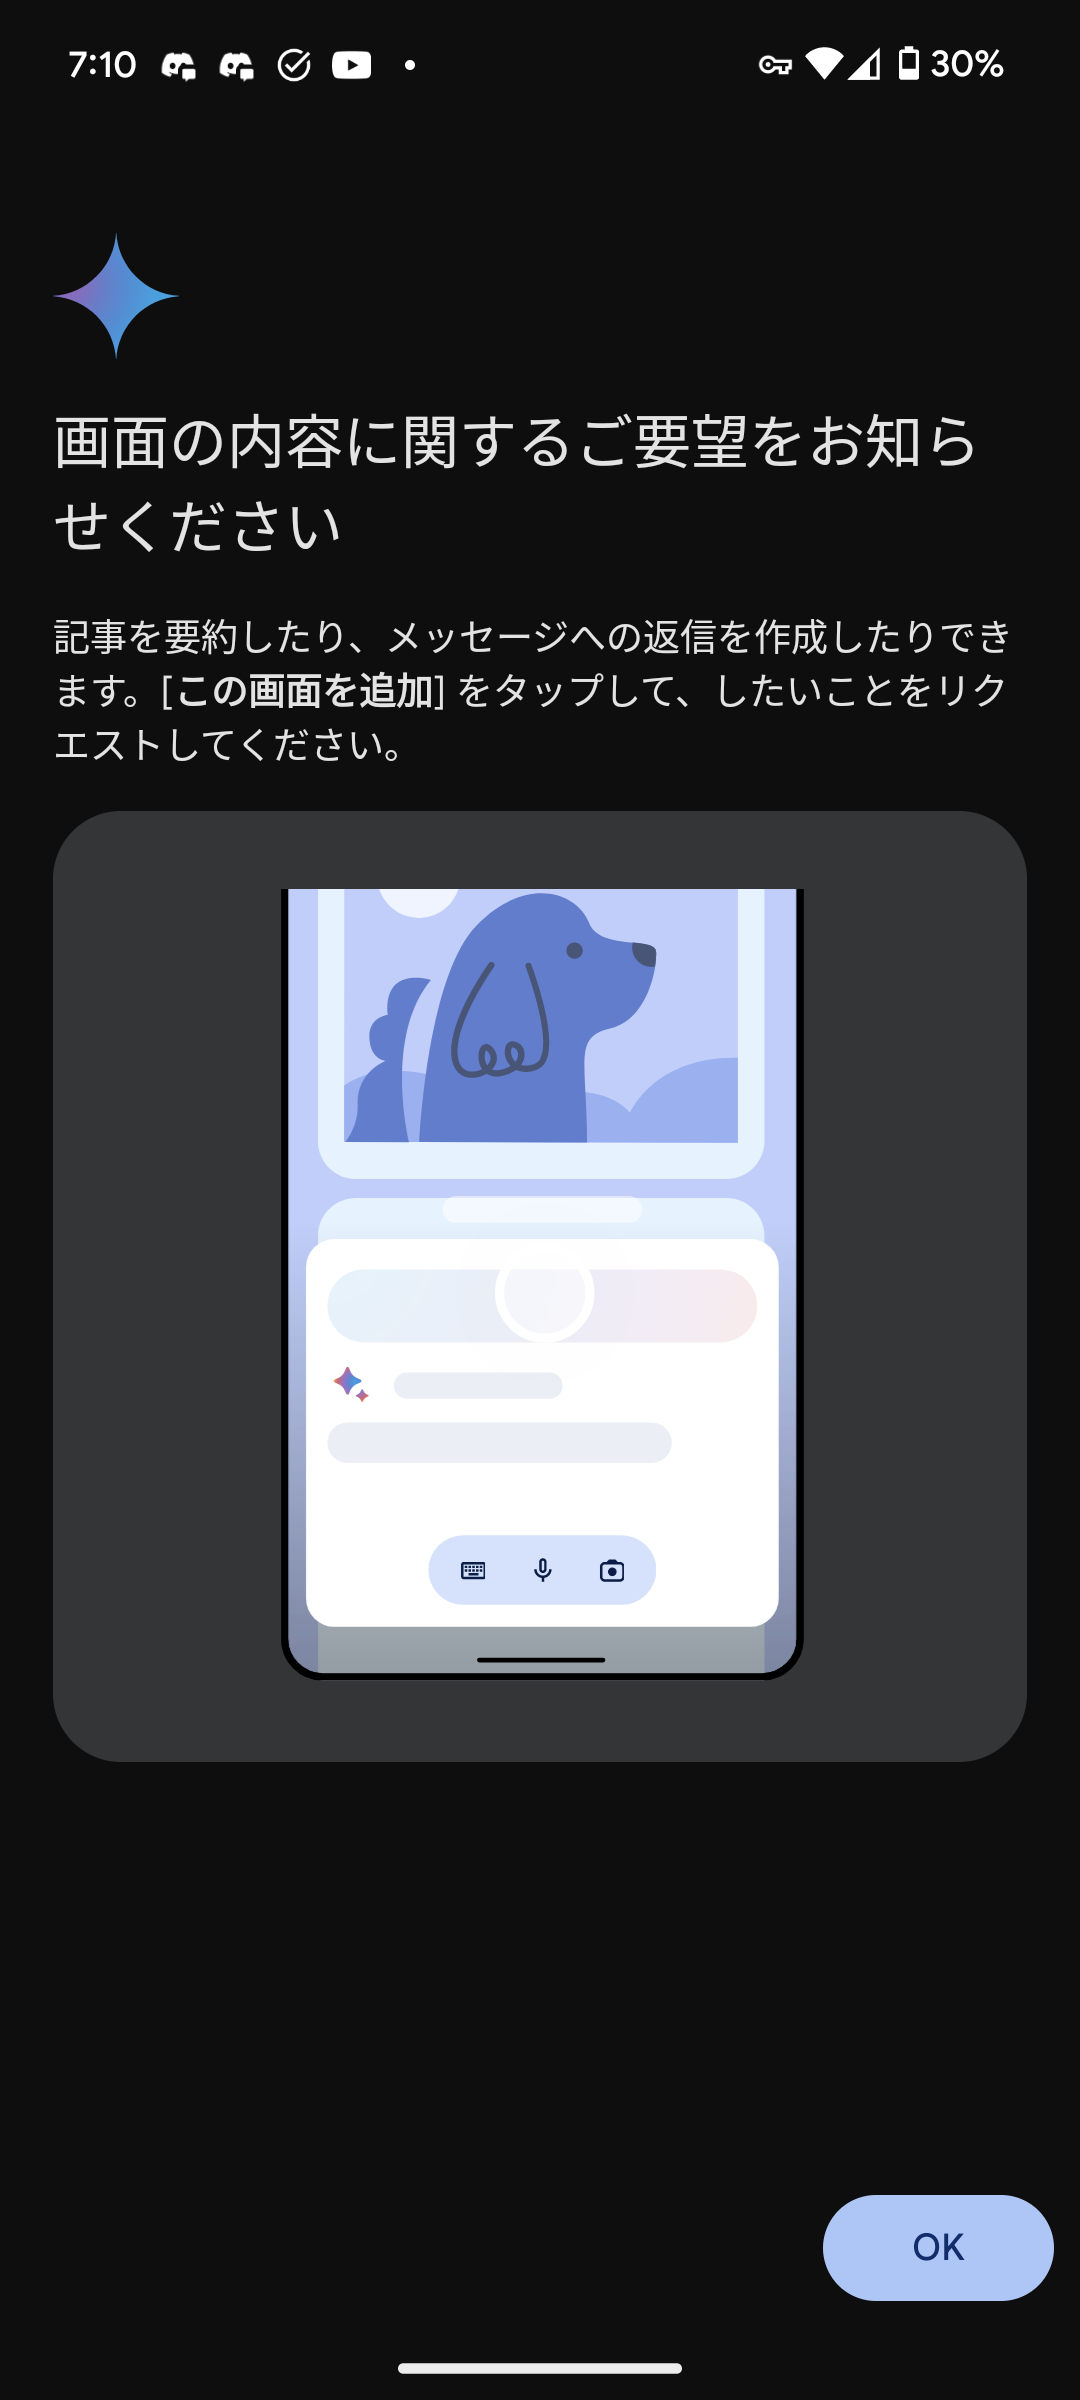 7:10
30%
画面の内容に関するご要望をお知ら
せください
記事を要約したり、メッセージへの返信を作成したりでき
ます。[この画面を追加] をタップして、したいことをリク
エストしてください。
OK